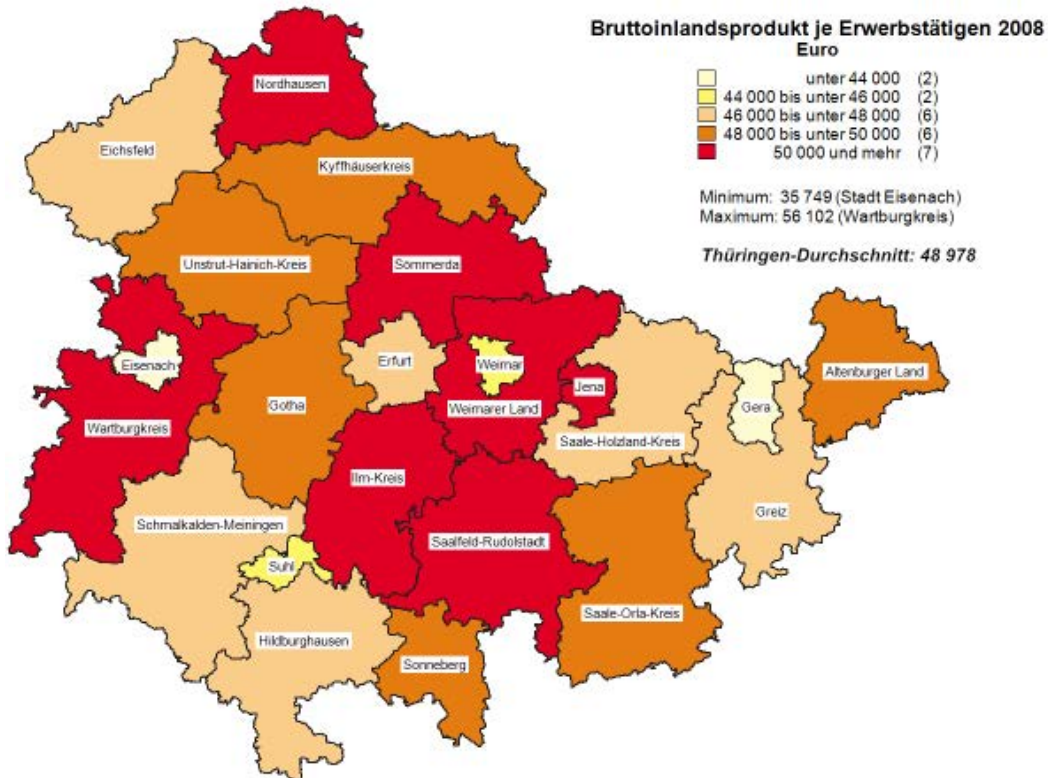 Bruttoinlandsprodukt je Erwerbstätigen 2008
Euro
unter 44 000 (2)
44 000 bis unter 46 000 (2)
46 000 bis unter 48 000 (6)
48 000 bis unter 50 000 (6)
50 000 und mehr (7)
Minimum: 35 749 (Stadt Eisenach)
Maximum: 56 102 (Wartburgkreis)
Thüringen-Durchschnitt: 48 978
Nordhausen
Eichsfeld
Kyffhäuserkreis
Unstrut-Hainich-Kreis
Sömmerda
Eisenach
Erfurt
Weimar
Jena
Altenburger Land
Gotha
Weimarer Land
Gera
Wartburgkreis
Saale-Holzland-Kreis
Ilm-Kreis
Greiz
Schmalkalden-Meiningen
Saalfeld-Rudolstadt
Suhl
Saale-Orla-Kreis
Hildburghausen
Sonneberg